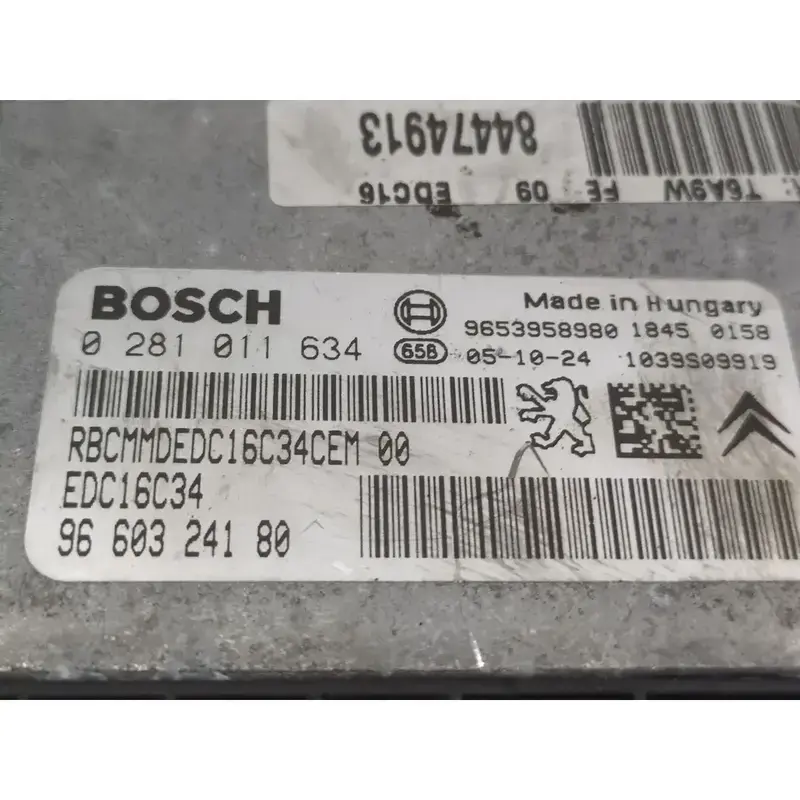 84474913
T6A9W FE 09 EDC16
BOSCH
0 281 011 634
Made in Hungary
9653958980 1845 0158
656 05-10-24 1039S09919
RBCMMDEDC16C34CEM 00
EDC16C34
96 603 241 80